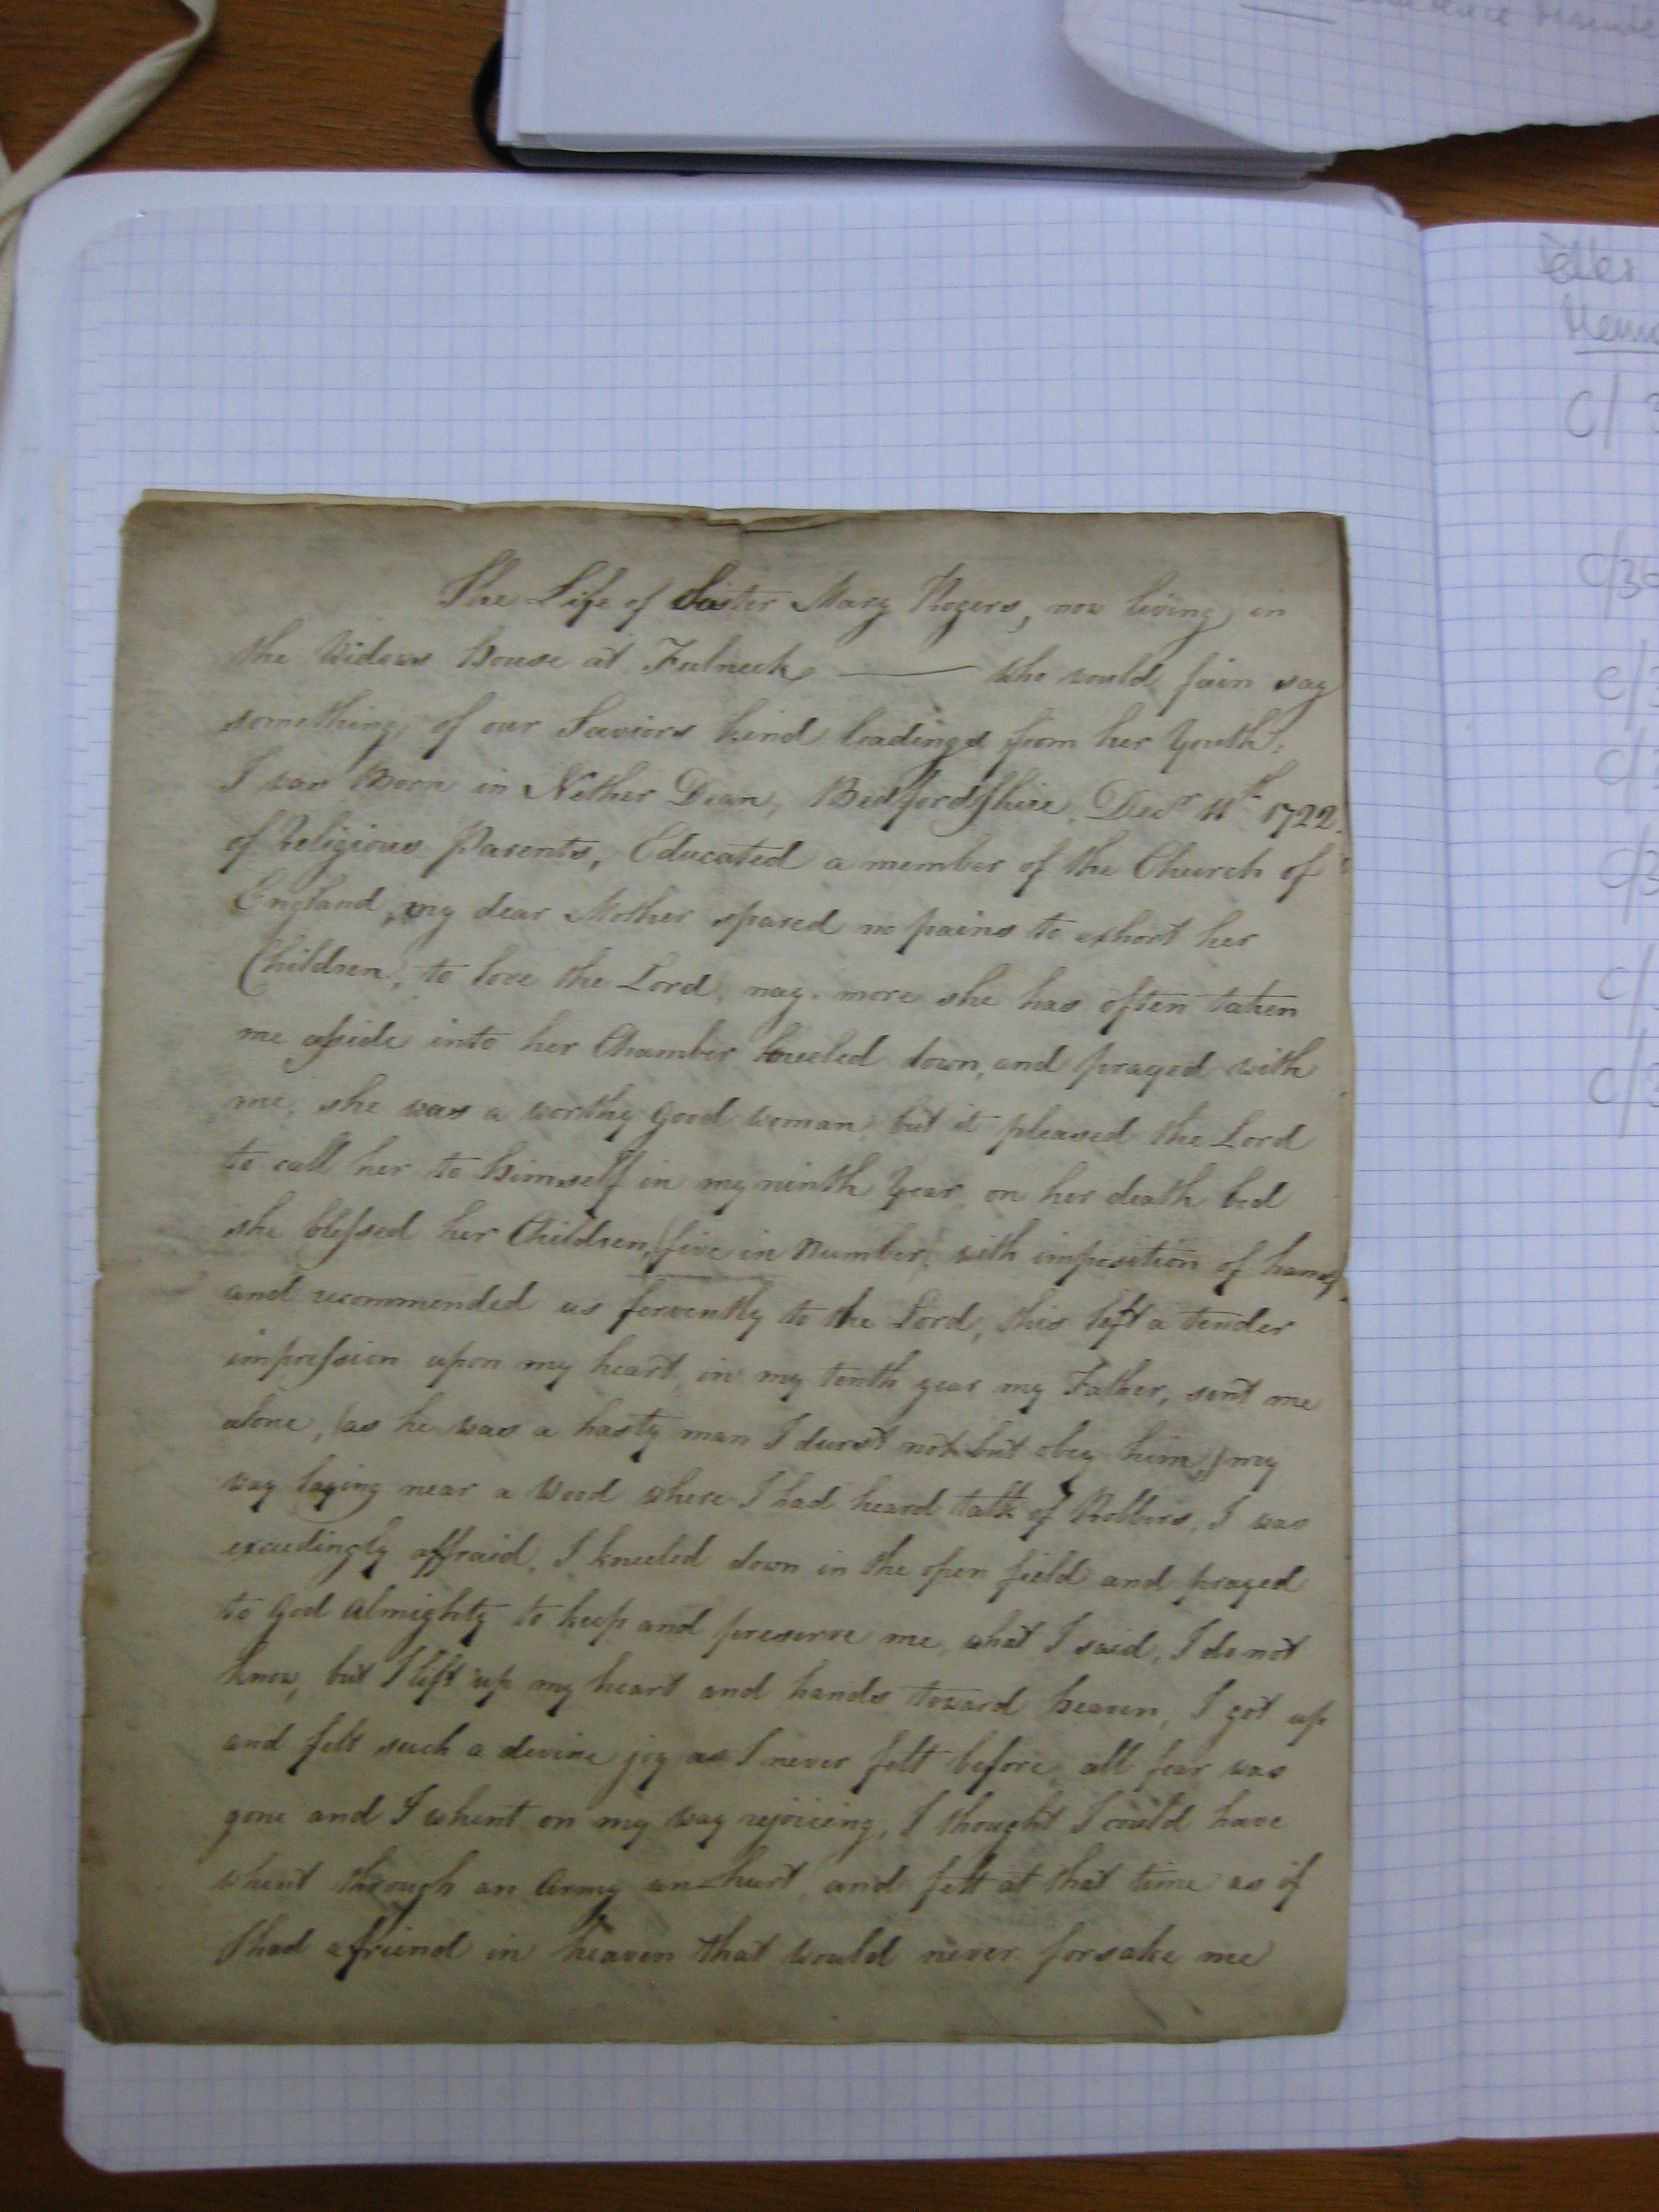 The Life of Sister Mary Rogers, now living in
the Widows House at Fulneck —— who would fain say
something, of our Saviors kind leadings from her Youth.
I was Born in Nether Dean, Bedfordshire, Decr 11th 1722.
of Religious Parents, Educated a member of the Church of
England, my dear Mother spared no pains to exhort her
Children, to love the Lord, nay more she has often taken
me aside into her Chamber kneeled down, and prayed with
me, she was a worthy good woman, but it pleased the Lord
to call her to himself in my ninth Year, on her death bed
she blessed her Children, (five in Number) with imposition of hands,
and recommended us fervently to the Lord, this left a tender
impression upon my heart, in my tenth year my Father, sent me
alone, (as he was a hasty man I durst not but obey him,) my
way laying near a Wood where I had heard talk of Robbers, I was
exceedingly affraid, I kneeled down in the open field and prayed
to God Almighty to keep and preserve me, what I said, I do not
know, but I lift up my heart and hands toward heaven, I got up
and felt such a devine joy as I never felt before, all fear was
gone and I whent on my way rejoicing, I thought I could have
whent through an Army un-hurt, and felt at that time as if
I had a friend in heaven that would never forsake me
C/3
C/30
C/3
C/3
C/3